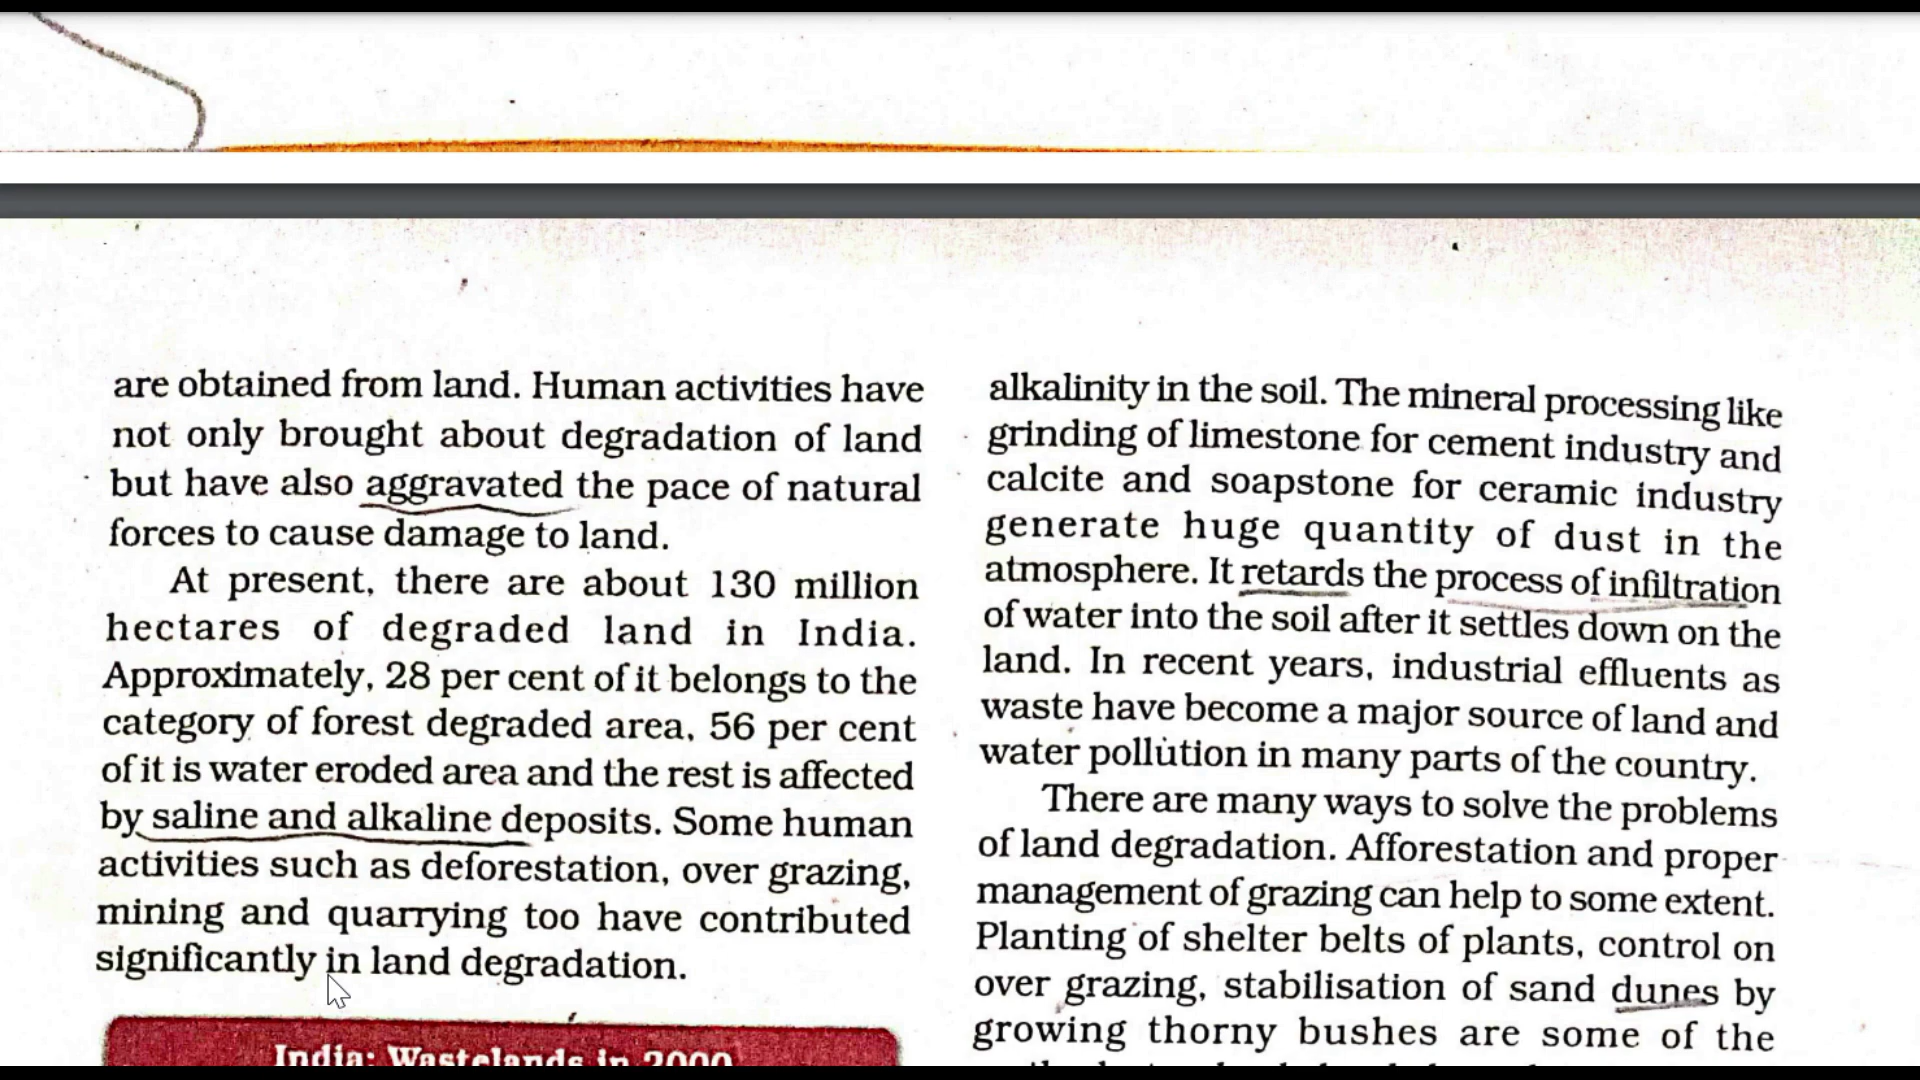 are obtained from land. Human activities have
not only brought about degradation of land
but have also aggravated the pace of natural
forces to cause damage to land.
At present, there are about 130 million
hectares of degraded land in India.
Approximately, 28 per cent of it belongs to the
category of forest degraded area, 56 per cent
of it is water eroded area and the rest is affected
by saline and alkaline deposits. Some human
activities such as deforestation, over grazing,
mining and quarrying too have contributed
significantly in land degradation.
India: Wastelands in 2000
alkalinity in the soil. The mineral processing like
grinding of limestone for cement industry and
calcite and soapstone for ceramic industry
generate huge quantity of dust in the
atmosphere. It retards the process of infiltration
of water into the soil after it settles down on the
land. In recent years, industrial effluents as
waste have become a major source of land and
water pollution in many parts of the country.
There are many ways to solve the problems
of land degradation. Afforestation and proper
management of grazing can help to some extent.
Planting of shelter belts of plants, control on
over grazing, stabilisation of sand dunes by
growing thorny bushes are some of the